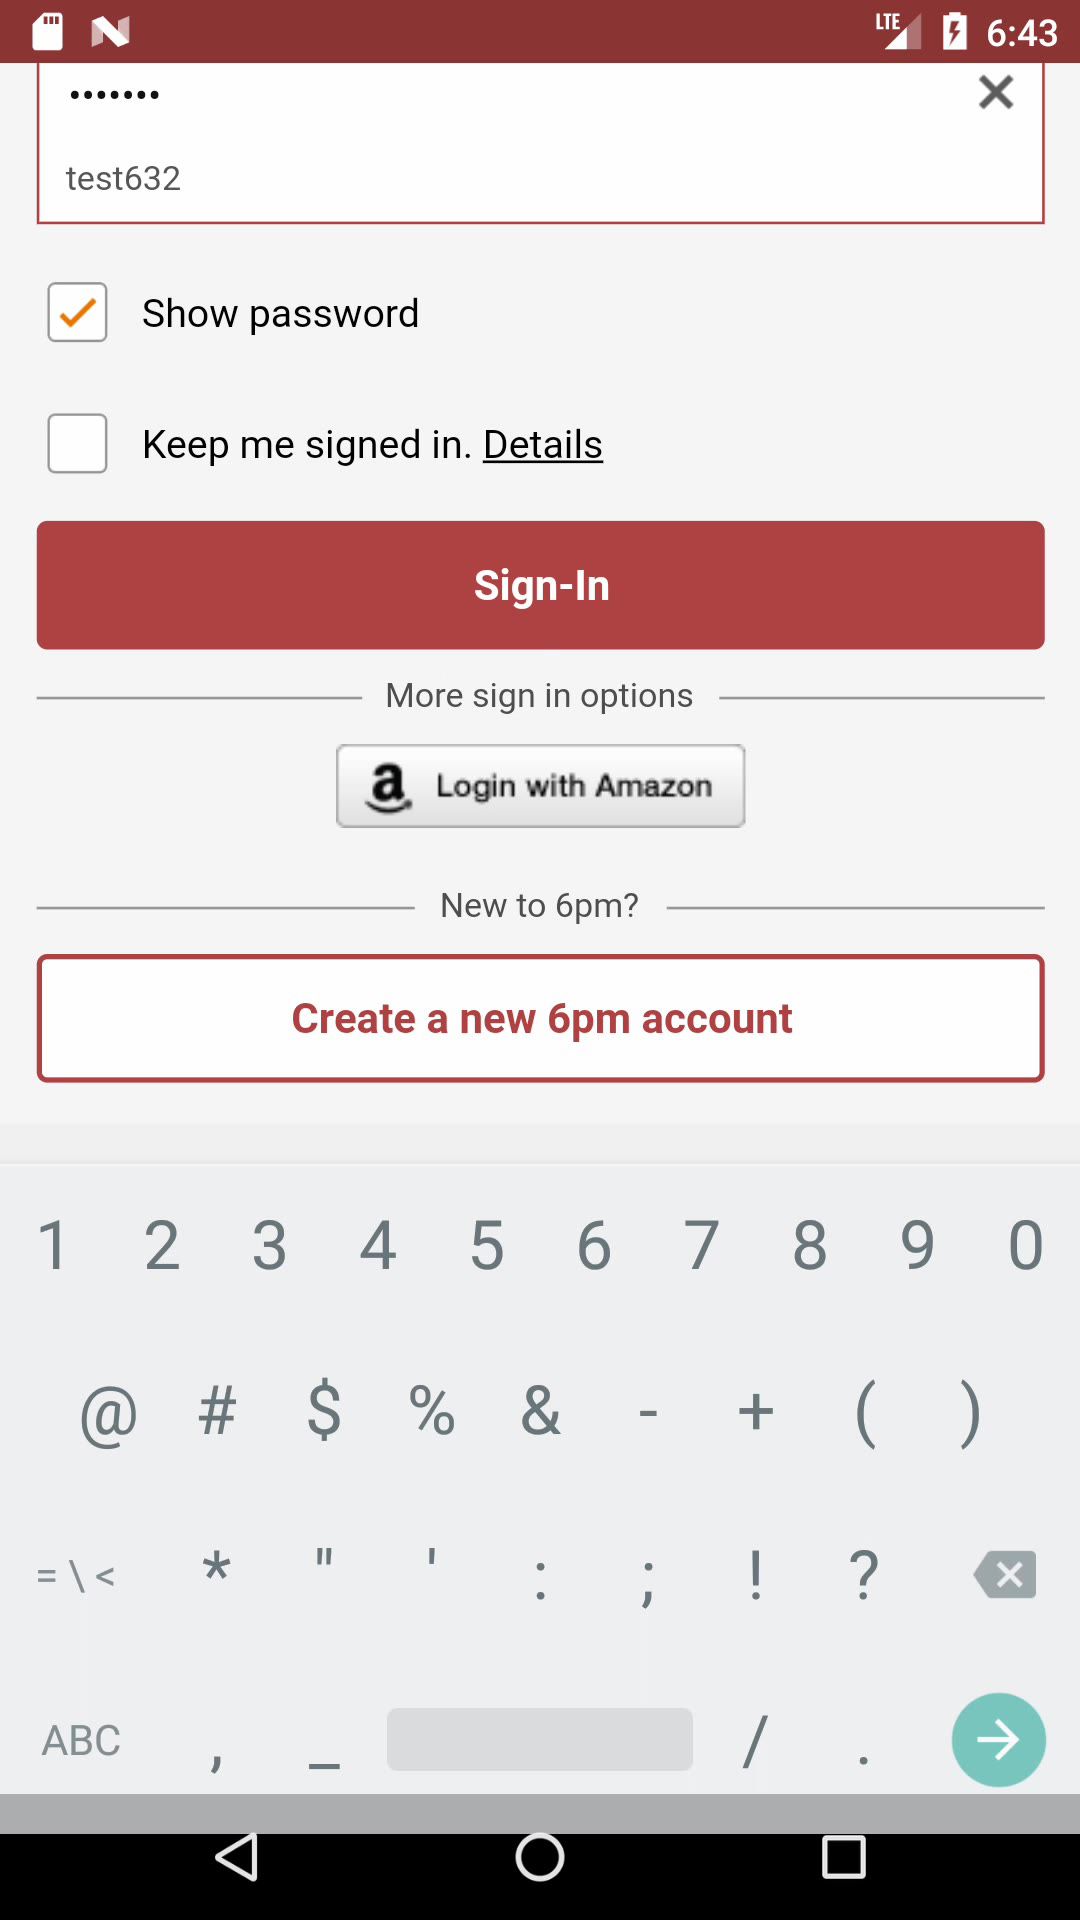 LTE 6:43
•••••••
test632
Show password
Keep me signed in. Details
Sign-In
More sign in options
a Login with Amazon
New to 6pm?
Create a new 6pm account
1 2 3 4 5 6 7 8 9 0
@ # $ % & - + ( )
= \ < * " ' : ; ! ?
ABC , _ / .